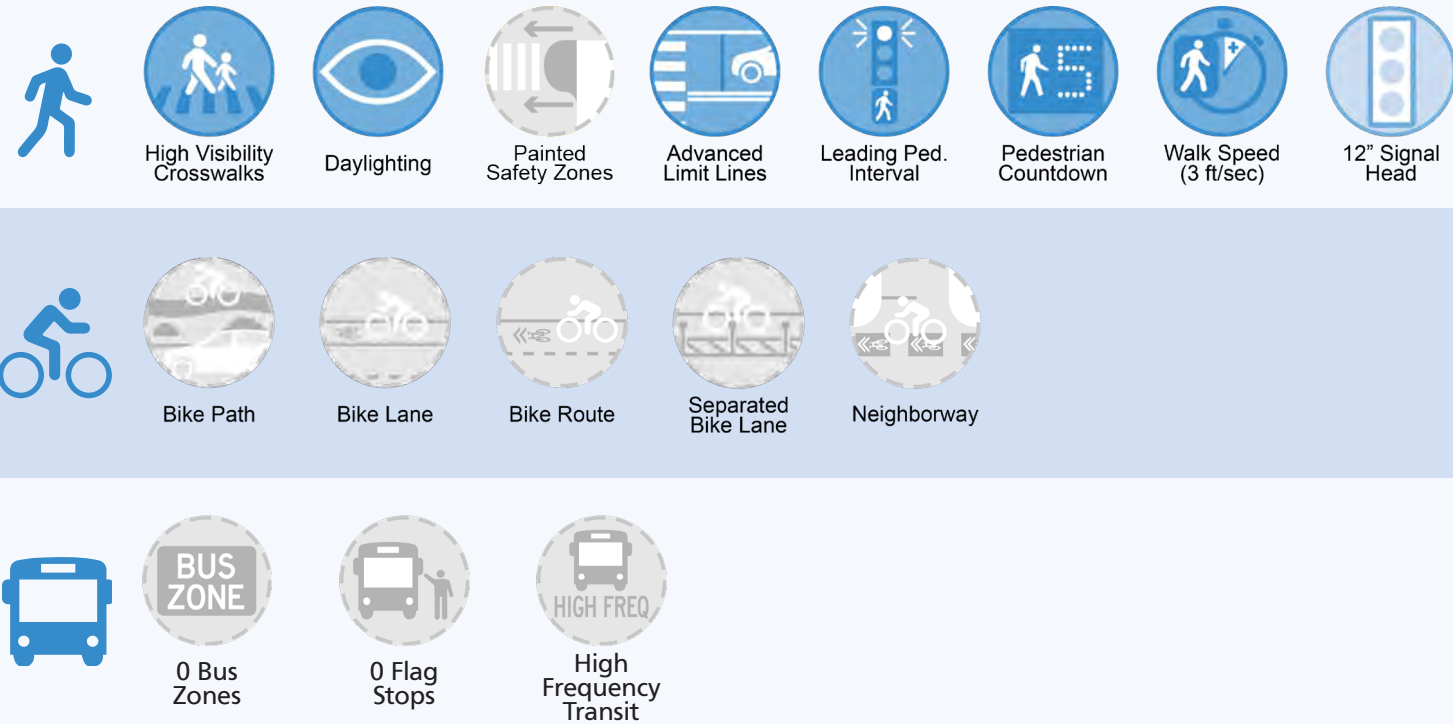 5
High Visibility
Crosswalks
Daylighting
Painted
Safety Zones
Advanced
Limit Lines
Leading Ped.
Interval
Pedestrian
Countdown
Walk Speed
(3 ft/sec)
12” Signal
Head
Bike Path
Bike Lane
Bike Route
Separated
Bike Lane
Neighborway
BUS
ZONE
HIGH FREQ
0 Bus
Zones
0 Flag
Stops
High
Frequency
Transit